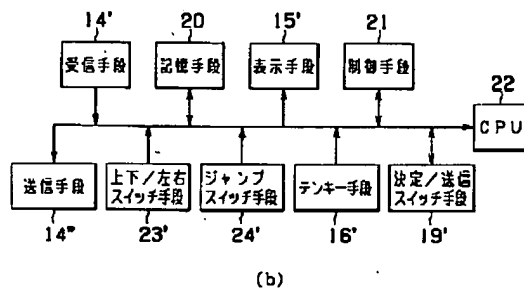 14' 20 15' 21
受信手段 記憶手段 表示手段 制御手段
22
CPU
送信手段 上下/左右スイッチ手段 ジャンプスイッチ手段 テンキー手段 決定/送信スイッチ手段
14" 23' 24' 16' 19'
(b)